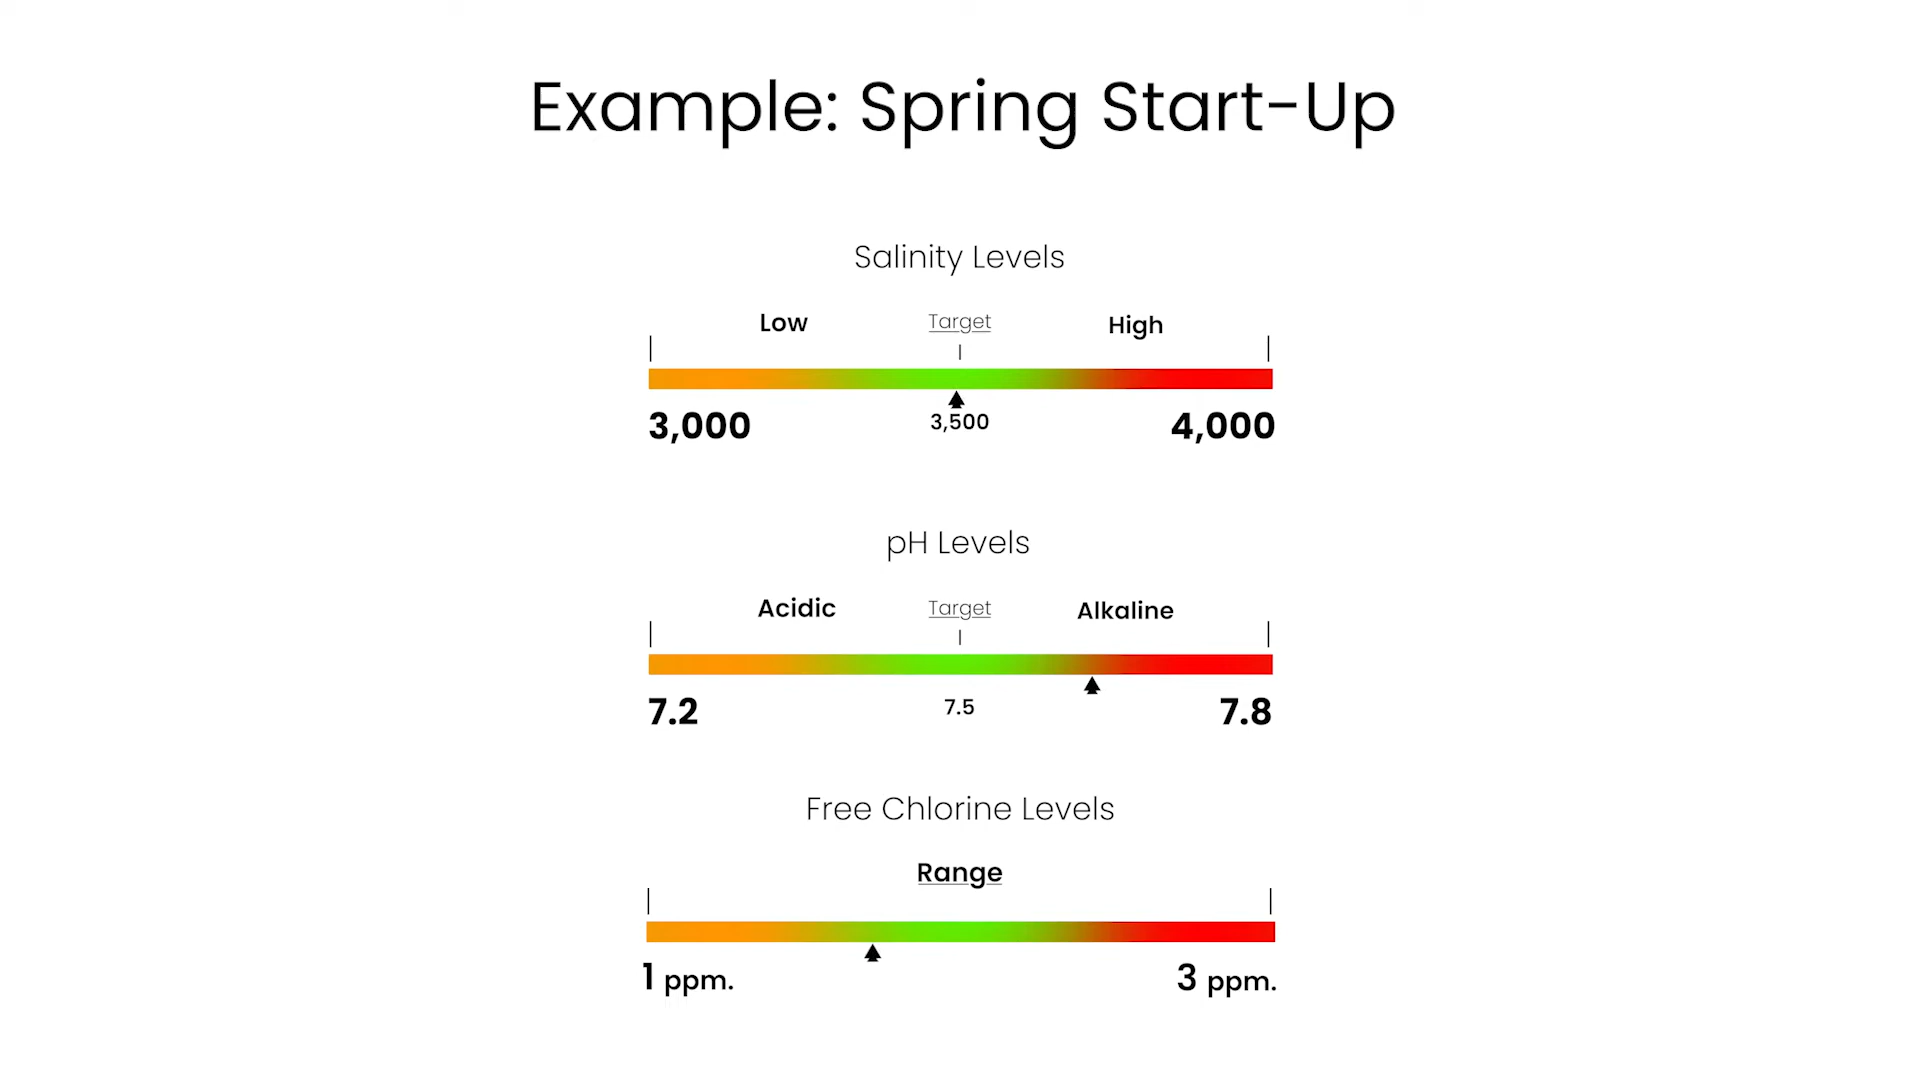 Example: Spring Start-Up
Salinity Levels
Low Target High
3,000 3,500 4,000
pH Levels
Acidic Target Alkaline
7.2 7.5 7.8
Free Chlorine Levels
Range
1 ppm. 3 ppm.